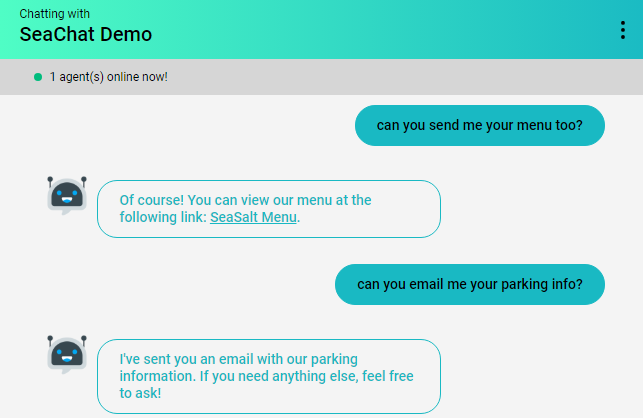 Chatting with
SeaChat Demo
1 agent(s) online now!
can you send me your menu too?
Of course! You can view our menu at the
following link: SeaSalt Menu.
can you email me your parking info?
I've sent you an email with our parking
information. If you need anything else, feel free
to ask!